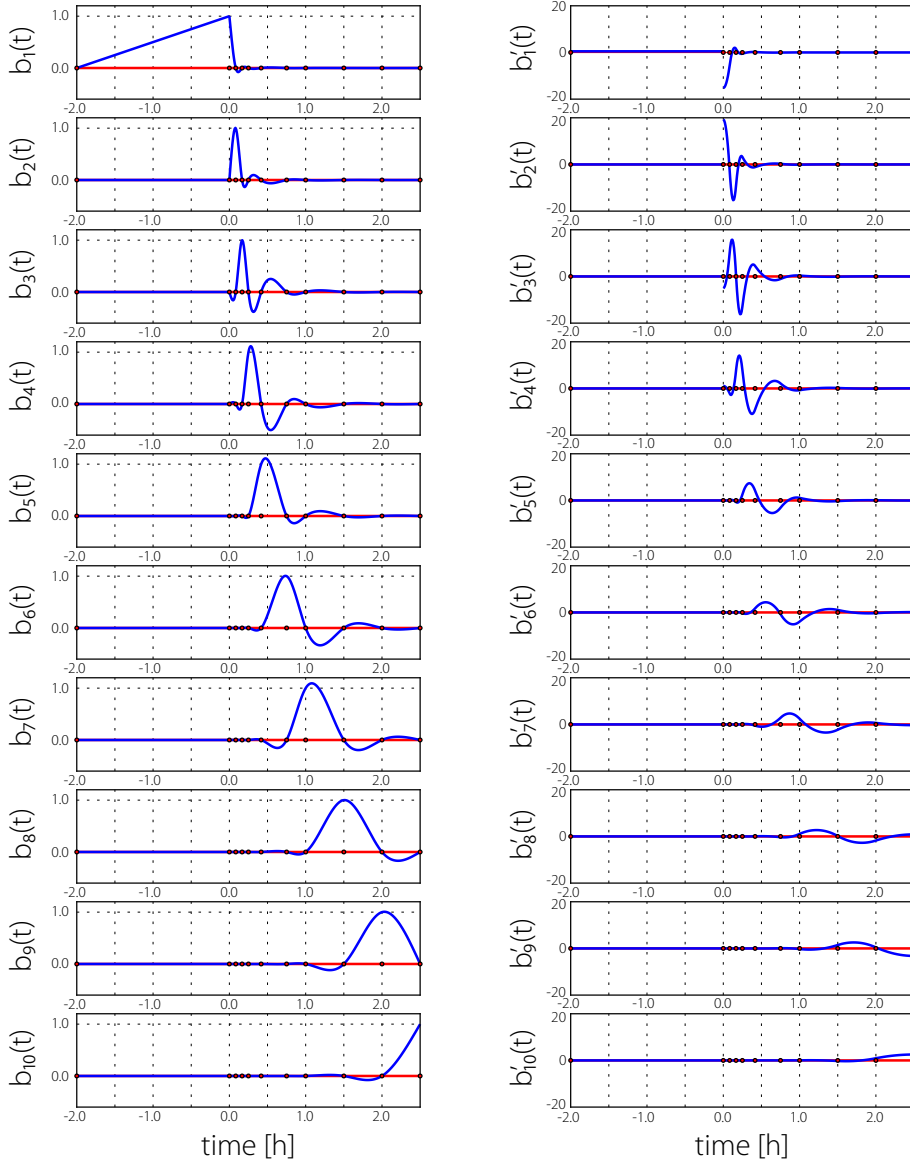 b₁(t) 1.0 0.0
-2.0 -1.0 0.0 1.0 2.0
b′₁(t) 0 -20
-2.0 -1.0 0.0 1.0 2.0
b₂(t) 1.0 0.0
-2.0 -1.0 0.0 1.0 2.0
b′₂(t) 20 0 -20
-2.0 -1.0 0.0 1.0 2.0
b₃(t) 1.0 0.0
-2.0 -1.0 0.0 1.0 2.0
b′₃(t) 20 0 -20
-2.0 -1.0 0.0 1.0 2.0
b₄(t) 1.0 0.0
-2.0 -1.0 0.0 1.0 2.0
b′₄(t) 20 0 -20
-2.0 -1.0 0.0 1.0 2.0
b₅(t) 1.0 0.0
-2.0 -1.0 0.0 1.0 2.0
b′₅(t) 20 0 -20
-2.0 -1.0 0.0 1.0 2.0
b₆(t) 1.0 0.0
-2.0 -1.0 0.0 1.0 2.0
b′₆(t) 20 0 -20
-2.0 -1.0 0.0 1.0 2.0
b₇(t) 1.0 0.0
-2.0 -1.0 0.0 1.0 2.0
b′₇(t) 20 0 -20
-2.0 -1.0 0.0 1.0 2.0
b₈(t) 1.0 0.0
-2.0 -1.0 0.0 1.0 2.0
b′₈(t) 20 0 -20
-2.0 -1.0 0.0 1.0 2.0
b₉(t) 1.0 0.0
-2.0 -1.0 0.0 1.0 2.0
b′₉(t) 20 0 -20
-2.0 -1.0 0.0 1.0 2.0
b₁₀(t) 1.0 0.0
-2.0 -1.0 0.0 1.0 2.0
time [h]
b′₁₀(t) 20 0
-2.0 -1.0 0.0 1.0 2.0
time [h]